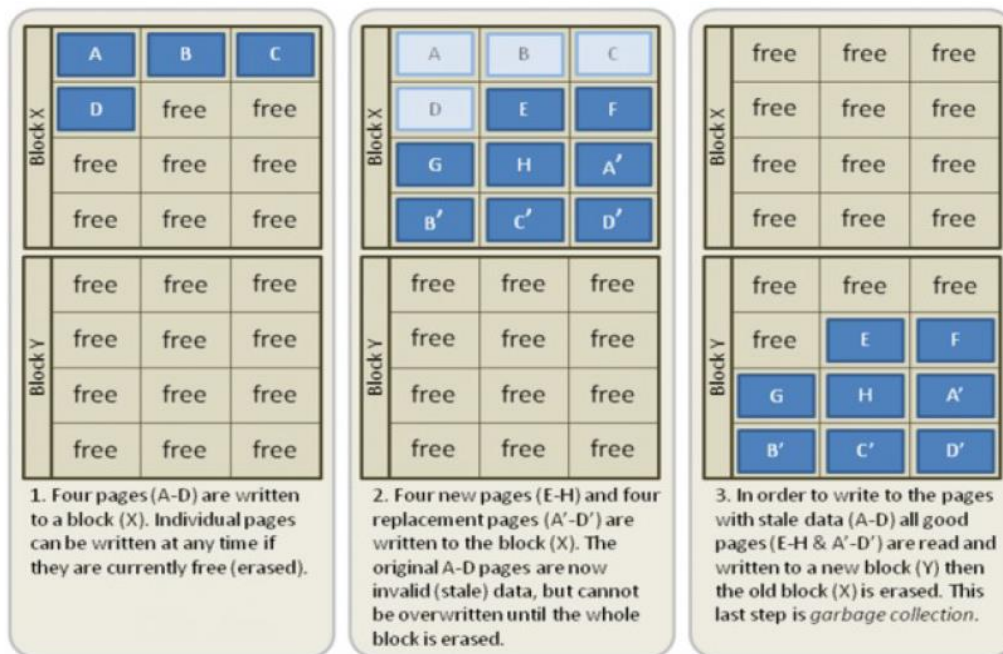 Block X
A B C
D free free
free free free
free free free
Block Y
free free free
free free free
free free free
free free free
1. Four pages (A-D) are written
to a block (X). Individual pages
can be written at any time if
they are currently free (erased).
Block X
A B C
D E F
G H A′
B′ C′ D′
Block Y
free free free
free free free
free free free
free free free
2. Four new pages (E-H) and four
replacement pages (A′-D′) are
written to the block (X). The
original A-D pages are now
invalid (stale) data, but cannot
be overwritten until the whole
block is erased.
Block X
free free free
free free free
free free free
free free free
Block Y
free free free
free E F
G H A′
B′ C′ D′
3. In order to write to the pages
with stale data (A-D) all good
pages (E-H & A′-D′) are read and
written to a new block (Y) then
the old block (X) is erased. This
last step is garbage collection.